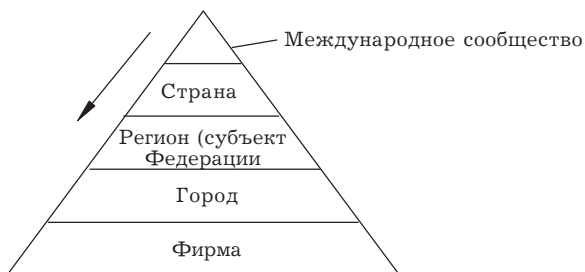 Международное сообщество
Страна
Регион (субъект
Федерации
Город
Фирма